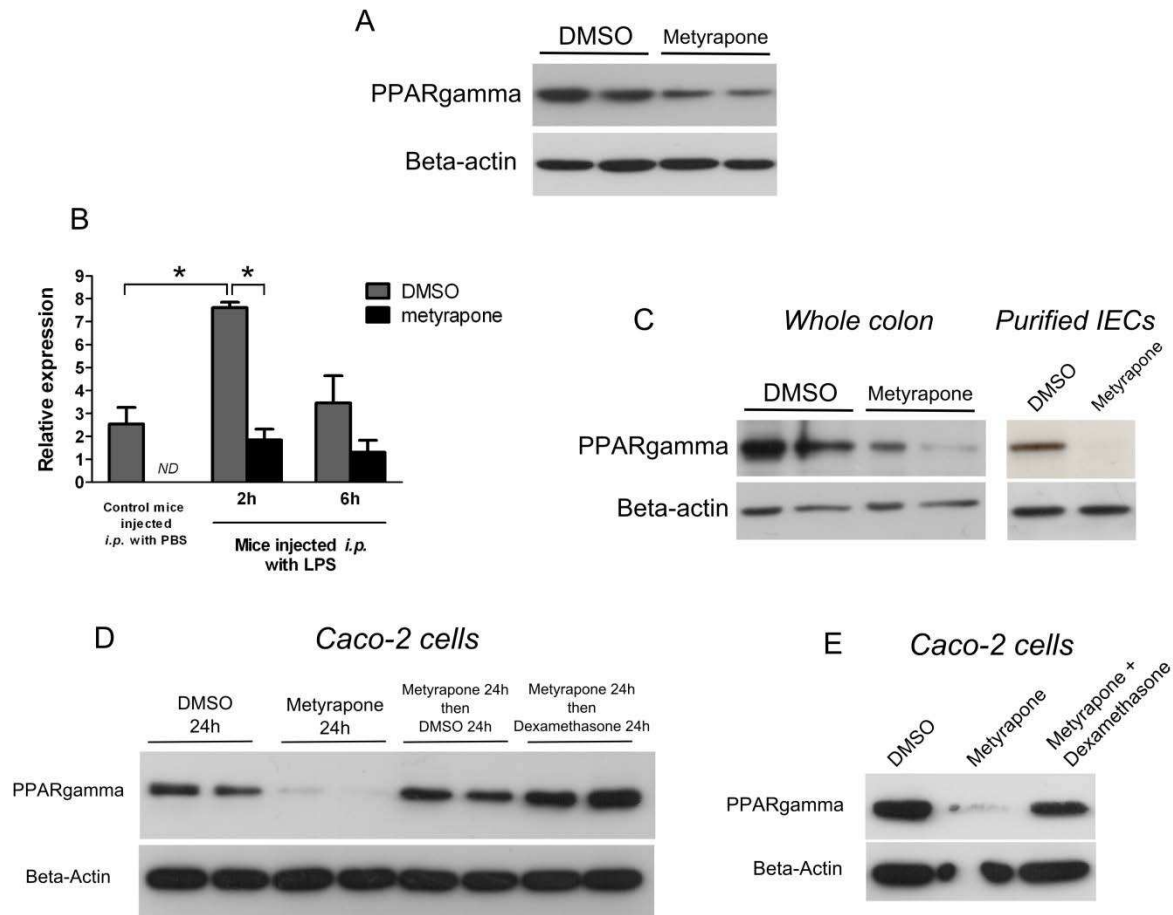 A
DMSO Metyrapone
PPARgamma
Beta-actin
B
Relative expression
9
8
7
6
5
4
3
2
1
0
* *
ND
DMSO
metyrapone
Control mice
injected
i.p. with PBS
2h 6h
Mice injected i.p.
with LPS
C
Whole colon Purified IECs
DMSO Metyrapone DMSO Metyrapone
PPARgamma
Beta-actin
D
Caco-2 cells
DMSO
24h
Metyrapone
24h
Metyrapone 24h
then
DMSO 24h
Metyrapone 24h
then
Dexamethasone 24h
PPARgamma
Beta-Actin
E
Caco-2 cells
DMSO
Metyrapone
Metyrapone +
Dexamethasone
PPARgamma
Beta-Actin